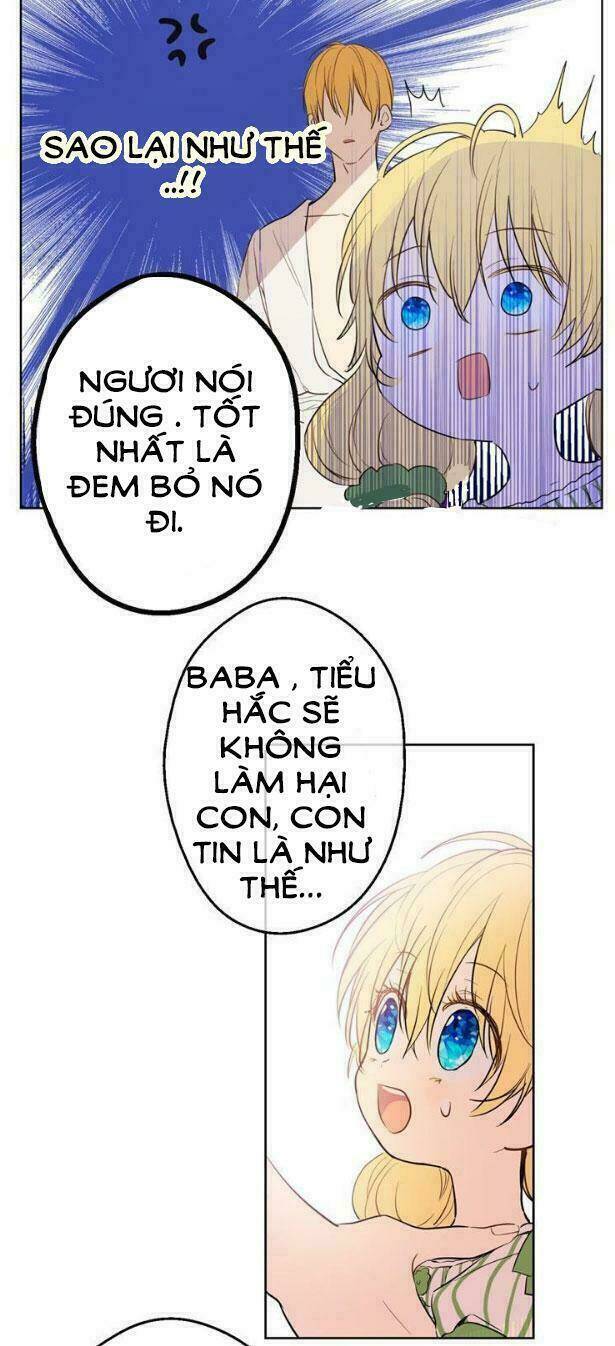 SAO LẠI NHƯ THẾ
..!!
NGƯƠI NÓI
ĐÚNG . TỐT
NHẤT LÀ
ĐEM BỎ NÓ
ĐI.
BABA , TIỂU
HẮC SẼ
KHÔNG
LÀM HẠI
CON, CON
TIN LÀ NHƯ
THẾ...